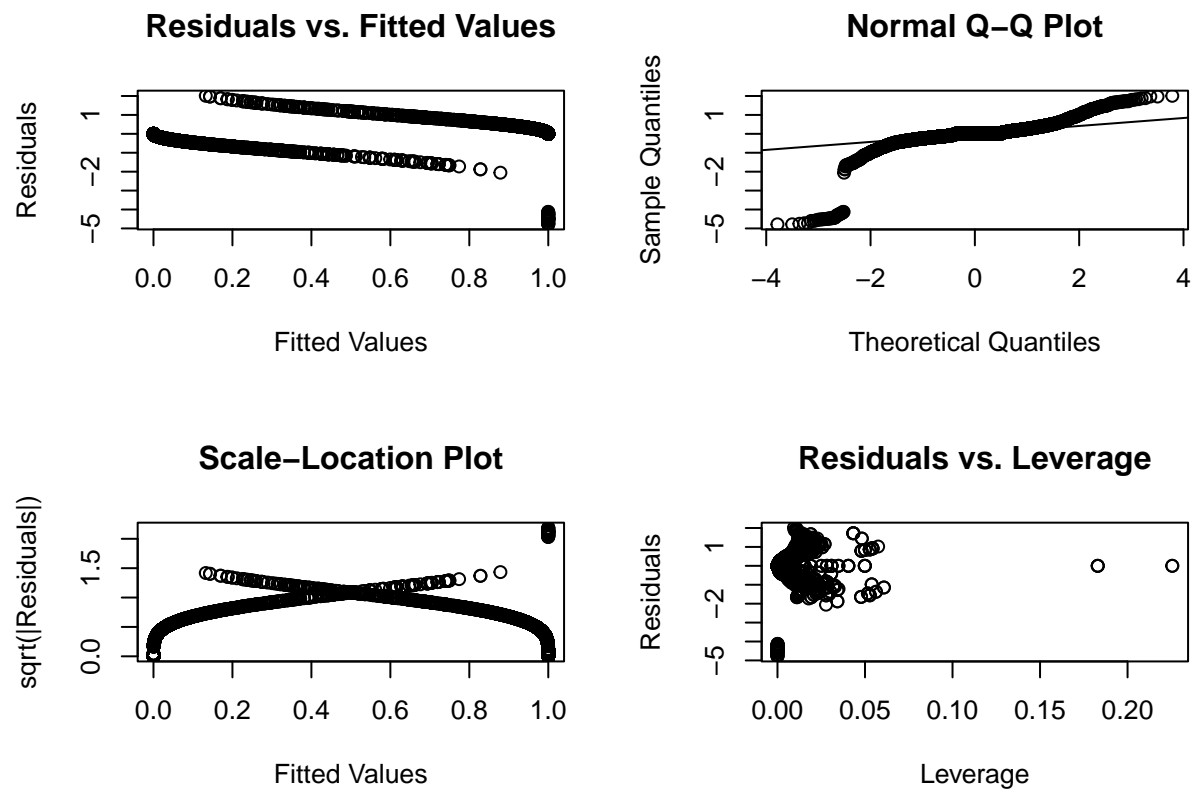 Residuals vs. Fitted Values
Residuals
1
−2
−5
0.0 0.2 0.4 0.6 0.8 1.0
Fitted Values
Normal Q−Q Plot
Sample Quantiles
1
−2
−5
−4 −2 0 2 4
Theoretical Quantiles
Scale−Location Plot
sqrt(|Residuals|)
1.5
0.0
0.0 0.2 0.4 0.6 0.8 1.0
Fitted Values
Residuals vs. Leverage
Residuals
1
−2
−5
0.00 0.05 0.10 0.15 0.20
Leverage